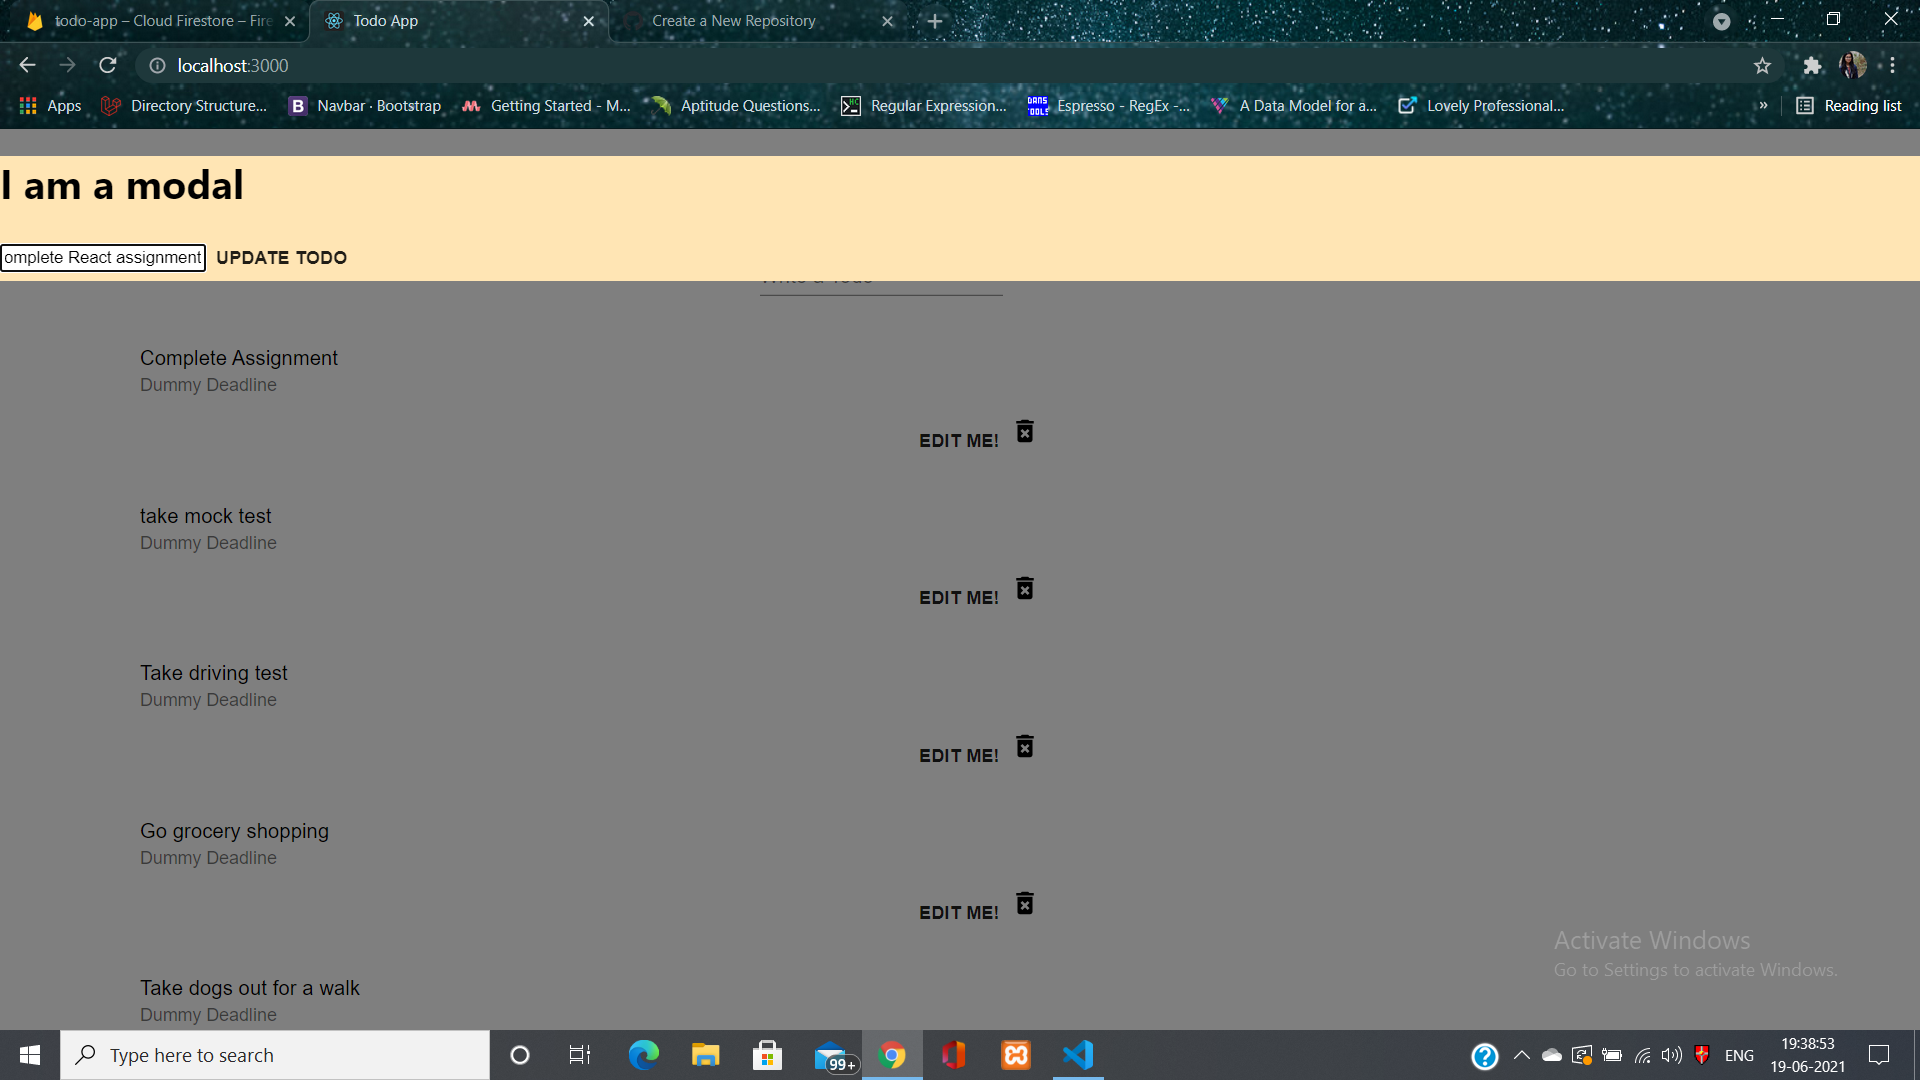 todo-app – Cloud Firestore – Fire
Todo App
Create a New Repository
localhost:3000
Apps
Directory Structure...
Navbar · Bootstrap
Getting Started - M...
Aptitude Questions...
Regular Expression...
Espresso - RegEx -...
A Data Model for a...
Lovely Professional...
»
Reading list
I am a modal
omplete React assignment
UPDATE TODO
Complete Assignment
Dummy Deadline
EDIT ME!
take mock test
Dummy Deadline
EDIT ME!
Take driving test
Dummy Deadline
EDIT ME!
Go grocery shopping
Dummy Deadline
EDIT ME!
Take dogs out for a walk
Dummy Deadline
Activate Windows
Go to Settings to activate Windows.
Type here to search
99+
ENG
19:38:53
19-06-2021